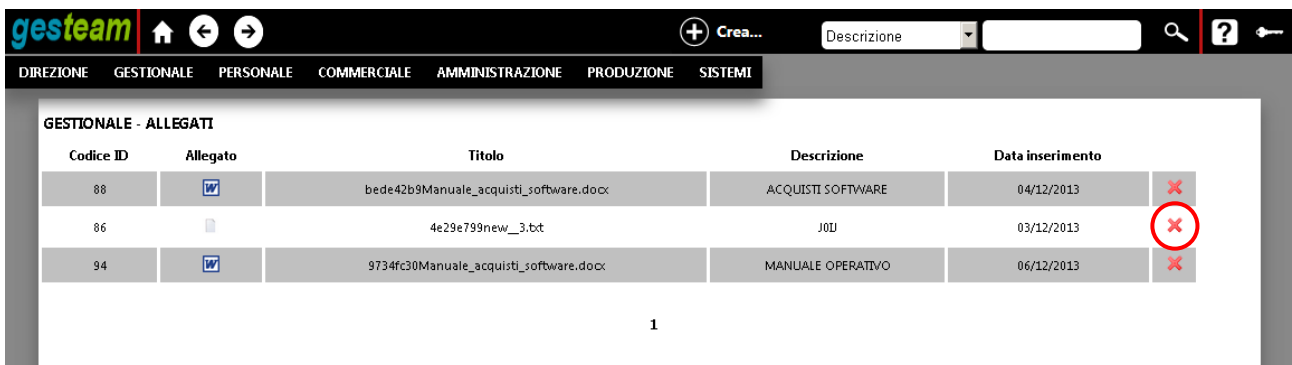 gesteam Crea... Descrizione ?
DIREZIONE GESTIONALE PERSONALE COMMERCIALE AMMINISTRAZIONE PRODUZIONE SISTEMI
GESTIONALE - ALLEGATI
Codice ID Allegato Titolo Descrizione Data inserimento
88 W bede42b9Manuale_acquisti_software.docx ACQUISTI SOFTWARE 04/12/2013
86 4e29e799new__3.txt 03/12/2013
94 W 9734fc30Manuale_acquisti_software.docx MANUALE OPERATIVO 06/12/2013
1